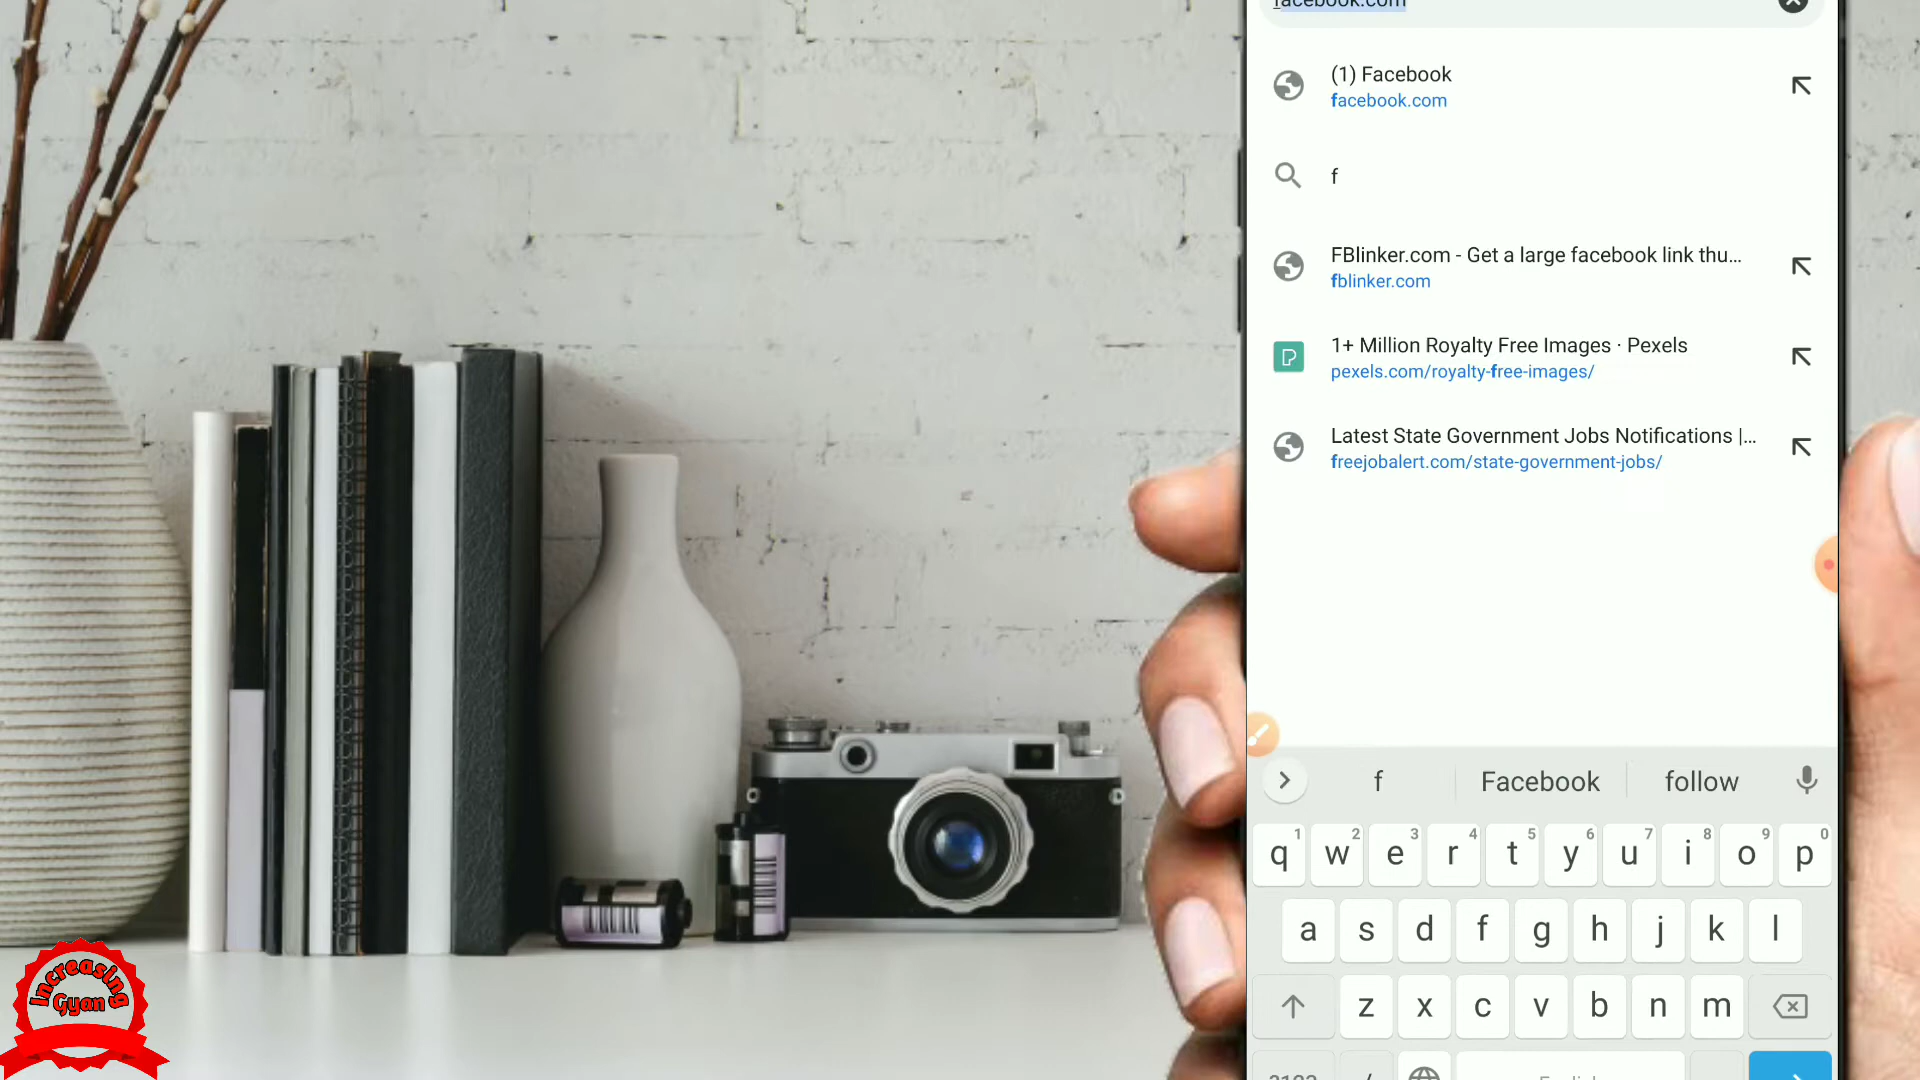 facebook.com
(1) Facebook
facebook.com
f
FBlinker.com - Get a large facebook link thu...
fblinker.com
1+ Million Royalty Free Images · Pexels
pexels.com/royalty-free-images/
Latest State Government Jobs Notifications |...
freejobalert.com/state-government-jobs/
f Facebook follow
1 2 3 4 5 6 7 8 9 0
q w e r t y u i o p
a s d f g h j k l
z x c v b n m
Increasing
Gyan